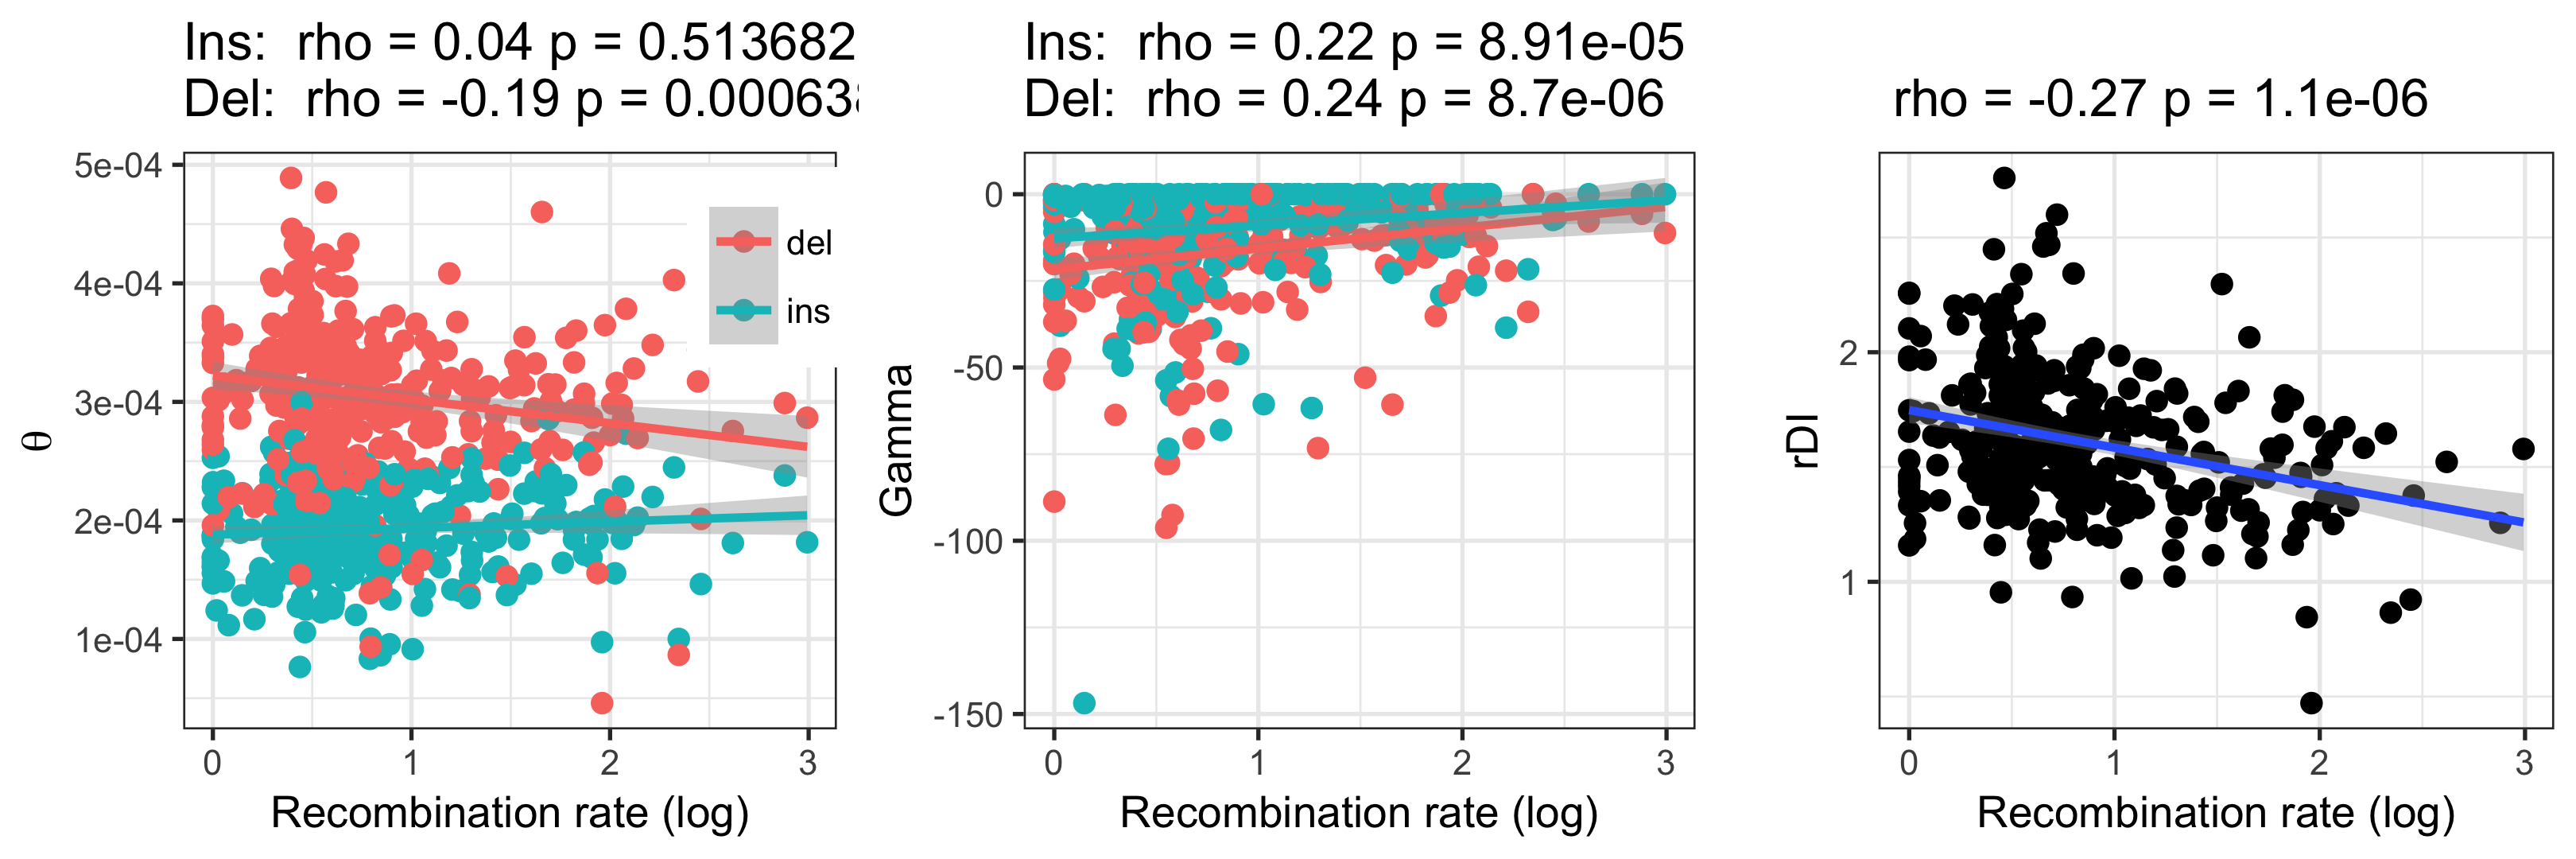 Ins:  rho = 0.04 p = 0.513682
Del:  rho = -0.19 p = 0.00063
5e-04
4e-04
3e-04
2e-04
1e-04
θ
del
ins
0 1 2 3
Recombination rate (log)
Ins:  rho = 0.22 p = 8.91e-05
Del:  rho = 0.24 p = 8.7e-06
0
-50
-100
-150
Gamma
0 1 2 3
Recombination rate (log)
rho = -0.27 p = 1.1e-06
2
1
rDI
0 1 2 3
Recombination rate (log)